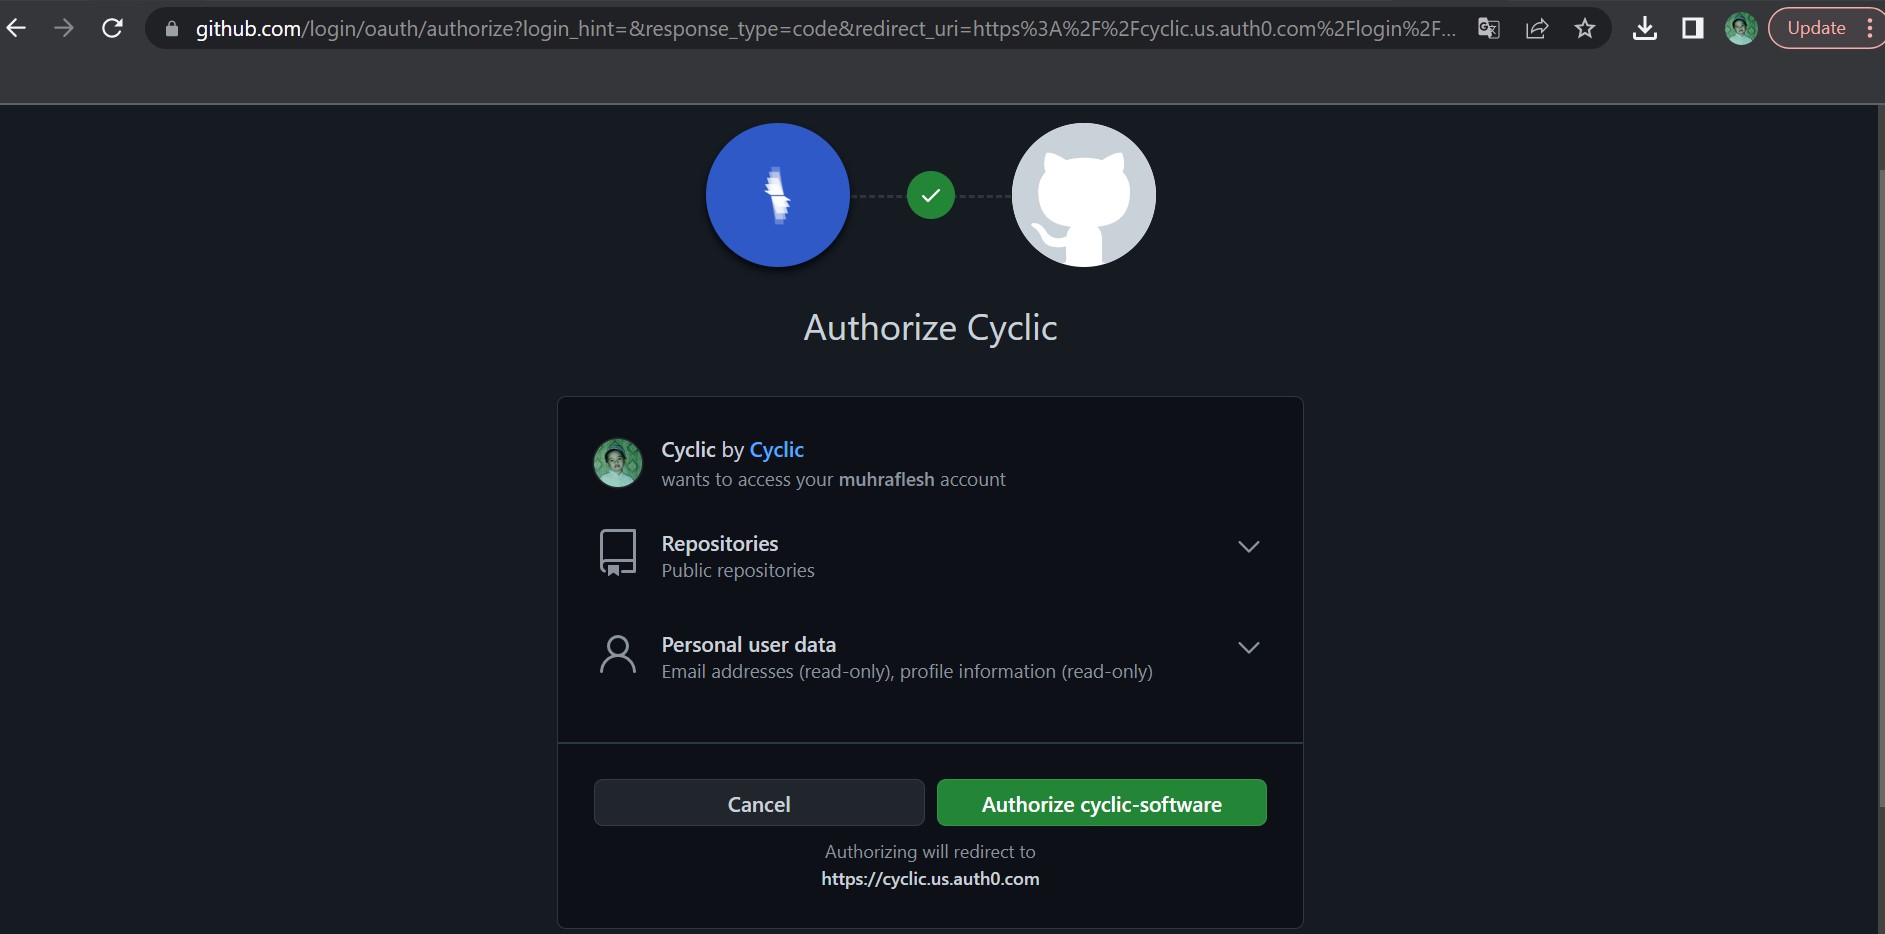 github.com/login/oauth/authorize?login_hint=&response_type=code&redirect_uri=https%3A%2F%2Fcyclic.us.auth0.com%2Flogin%2F...
Update
Authorize Cyclic
Cyclic by Cyclic
wants to access your muhraflesh account
Repositories
Public repositories
Personal user data
Email addresses (read-only), profile information (read-only)
Cancel
Authorize cyclic-software
Authorizing will redirect to
https://cyclic.us.auth0.com